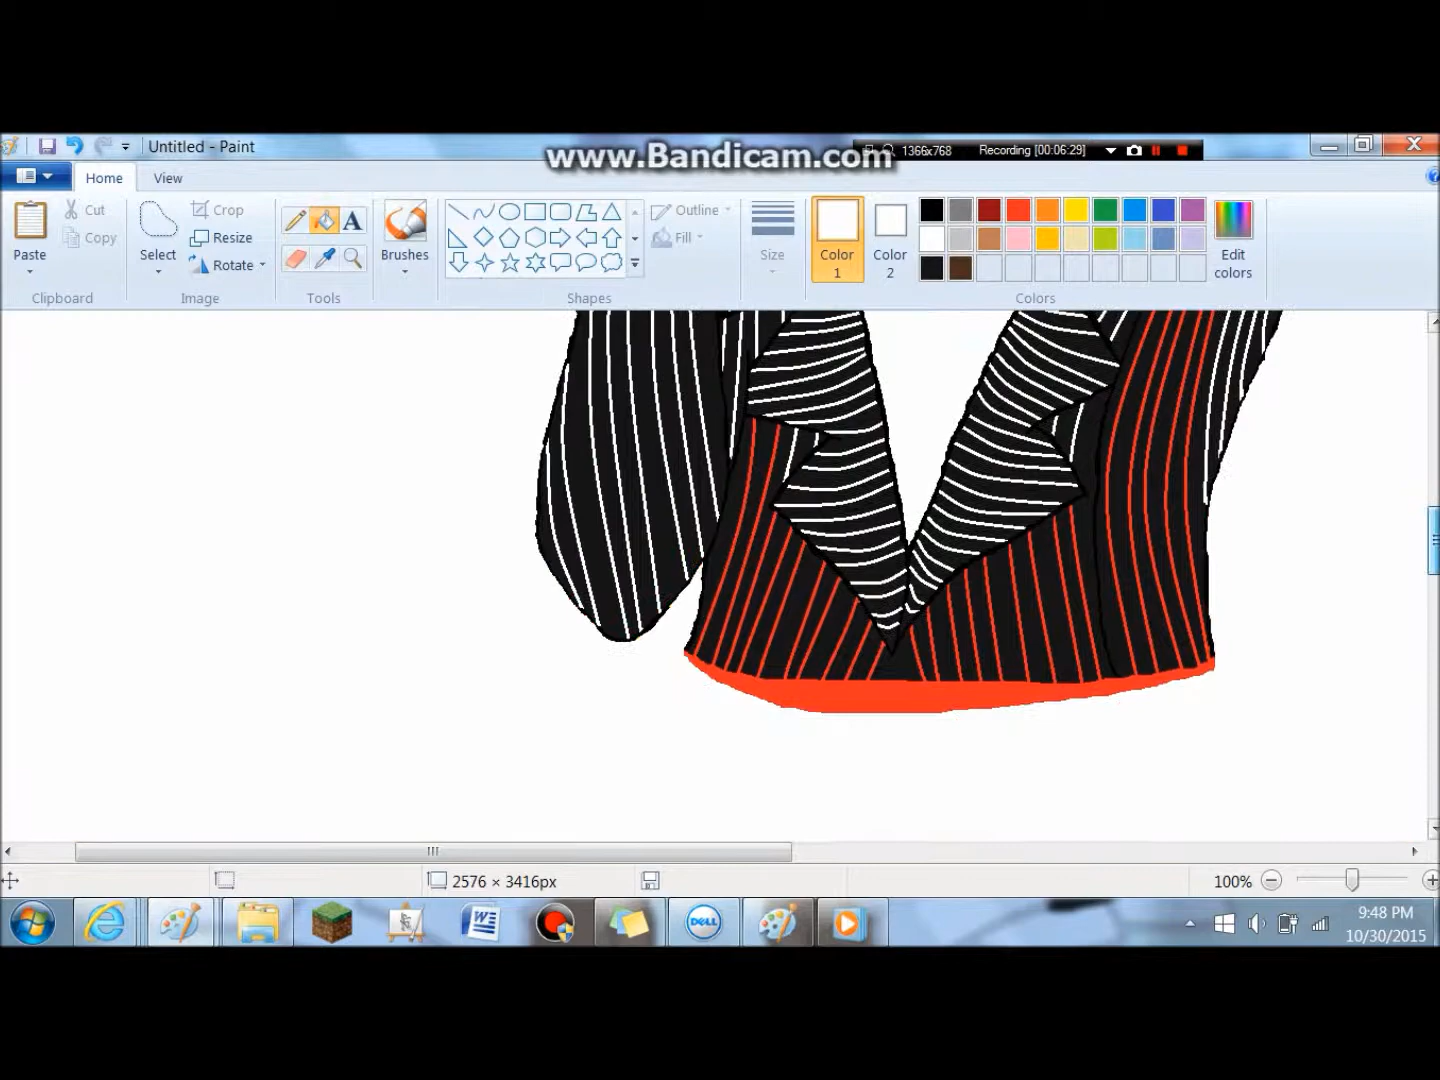 Untitled - Paint
www.Bandicam.com
1366x768 Recording [00:06:29]
Home View
Cut
Copy
Paste
Clipboard
Select
Crop
Resize
Rotate
Image
A
Tools
Brushes
Outline
Fill
Shapes
Size
Color 1
Color 2
Edit colors
Colors
2576 × 3416px
100%
W
DELL
9:48 PM
10/30/2015